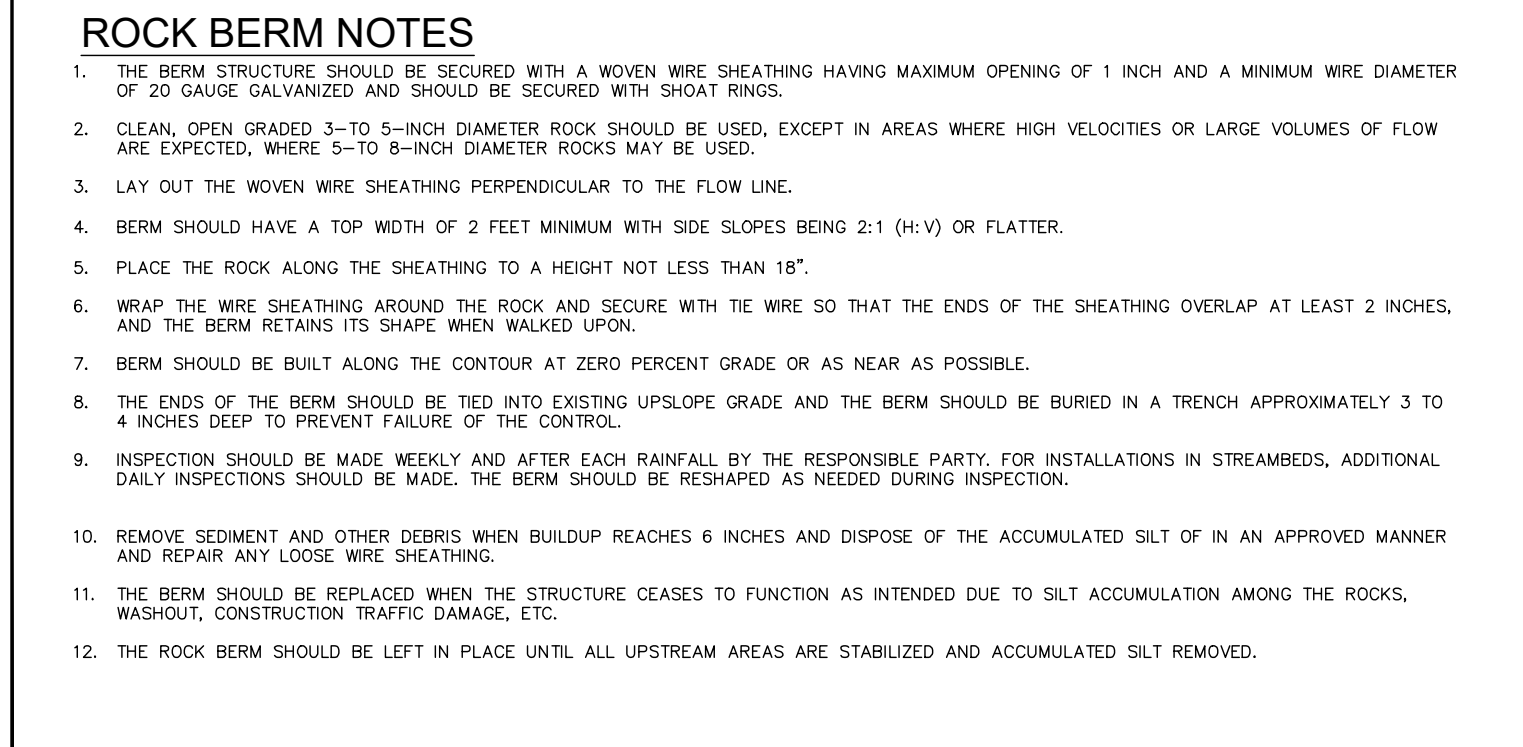 ROCK BERM NOTES
1. THE BERM STRUCTURE SHOULD BE SECURED WITH A WOVEN WIRE SHEATHING HAVING MAXIMUM OPENING OF 1 INCH AND A MINIMUM WIRE DIAMETER
OF 20 GAUGE GALVANIZED AND SHOULD BE SECURED WITH SHOAT RINGS.
2. CLEAN, OPEN GRADED 3-TO 5-INCH DIAMETER ROCK SHOULD BE USED, EXCEPT IN AREAS WHERE HIGH VELOCITIES OR LARGE VOLUMES OF FLOW
ARE EXPECTED, WHERE 5-TO 8-INCH DIAMETER ROCKS MAY BE USED.
3. LAY OUT THE WOVEN WIRE SHEATHING PERPENDICULAR TO THE FLOW LINE.
4. BERM SHOULD HAVE A TOP WIDTH OF 2 FEET MINIMUM WITH SIDE SLOPES BEING 2:1 (H:V) OR FLATTER.
5. PLACE THE ROCK ALONG THE SHEATHING TO A HEIGHT NOT LESS THAN 18".
6. WRAP THE WIRE SHEATHING AROUND THE ROCK AND SECURE WITH TIE WIRE SO THAT THE ENDS OF THE SHEATHING OVERLAP AT LEAST 2 INCHES,
AND THE BERM RETAINS ITS SHAPE WHEN WALKED UPON.
7. BERM SHOULD BE BUILT ALONG THE CONTOUR AT ZERO PERCENT GRADE OR AS NEAR AS POSSIBLE.
8. THE ENDS OF THE BERM SHOULD BE TIED INTO EXISTING UPSLOPE GRADE AND THE BERM SHOULD BE BURIED IN A TRENCH APPROXIMATELY 3 TO
4 INCHES DEEP TO PREVENT FAILURE OF THE CONTROL.
9. INSPECTION SHOULD BE MADE WEEKLY AND AFTER EACH RAINFALL BY THE RESPONSIBLE PARTY. FOR INSTALLATIONS IN STREAMBEDS, ADDITIONAL
DAILY INSPECTIONS SHOULD BE MADE. THE BERM SHOULD BE RESHAPED AS NEEDED DURING INSPECTION.
10. REMOVE SEDIMENT AND OTHER DEBRIS WHEN BUILDUP REACHES 6 INCHES AND DISPOSE OF THE ACCUMULATED SILT OF IN AN APPROVED MANNER
AND REPAIR ANY LOOSE WIRE SHEATHING.
11. THE BERM SHOULD BE REPLACED WHEN THE STRUCTURE CEASES TO FUNCTION AS INTENDED DUE TO SILT ACCUMULATION AMONG THE ROCKS,
WASHOUT, CONSTRUCTION TRAFFIC DAMAGE, ETC.
12. THE ROCK BERM SHOULD BE LEFT IN PLACE UNTIL ALL UPSTREAM AREAS ARE STABILIZED AND ACCUMULATED SILT REMOVED.